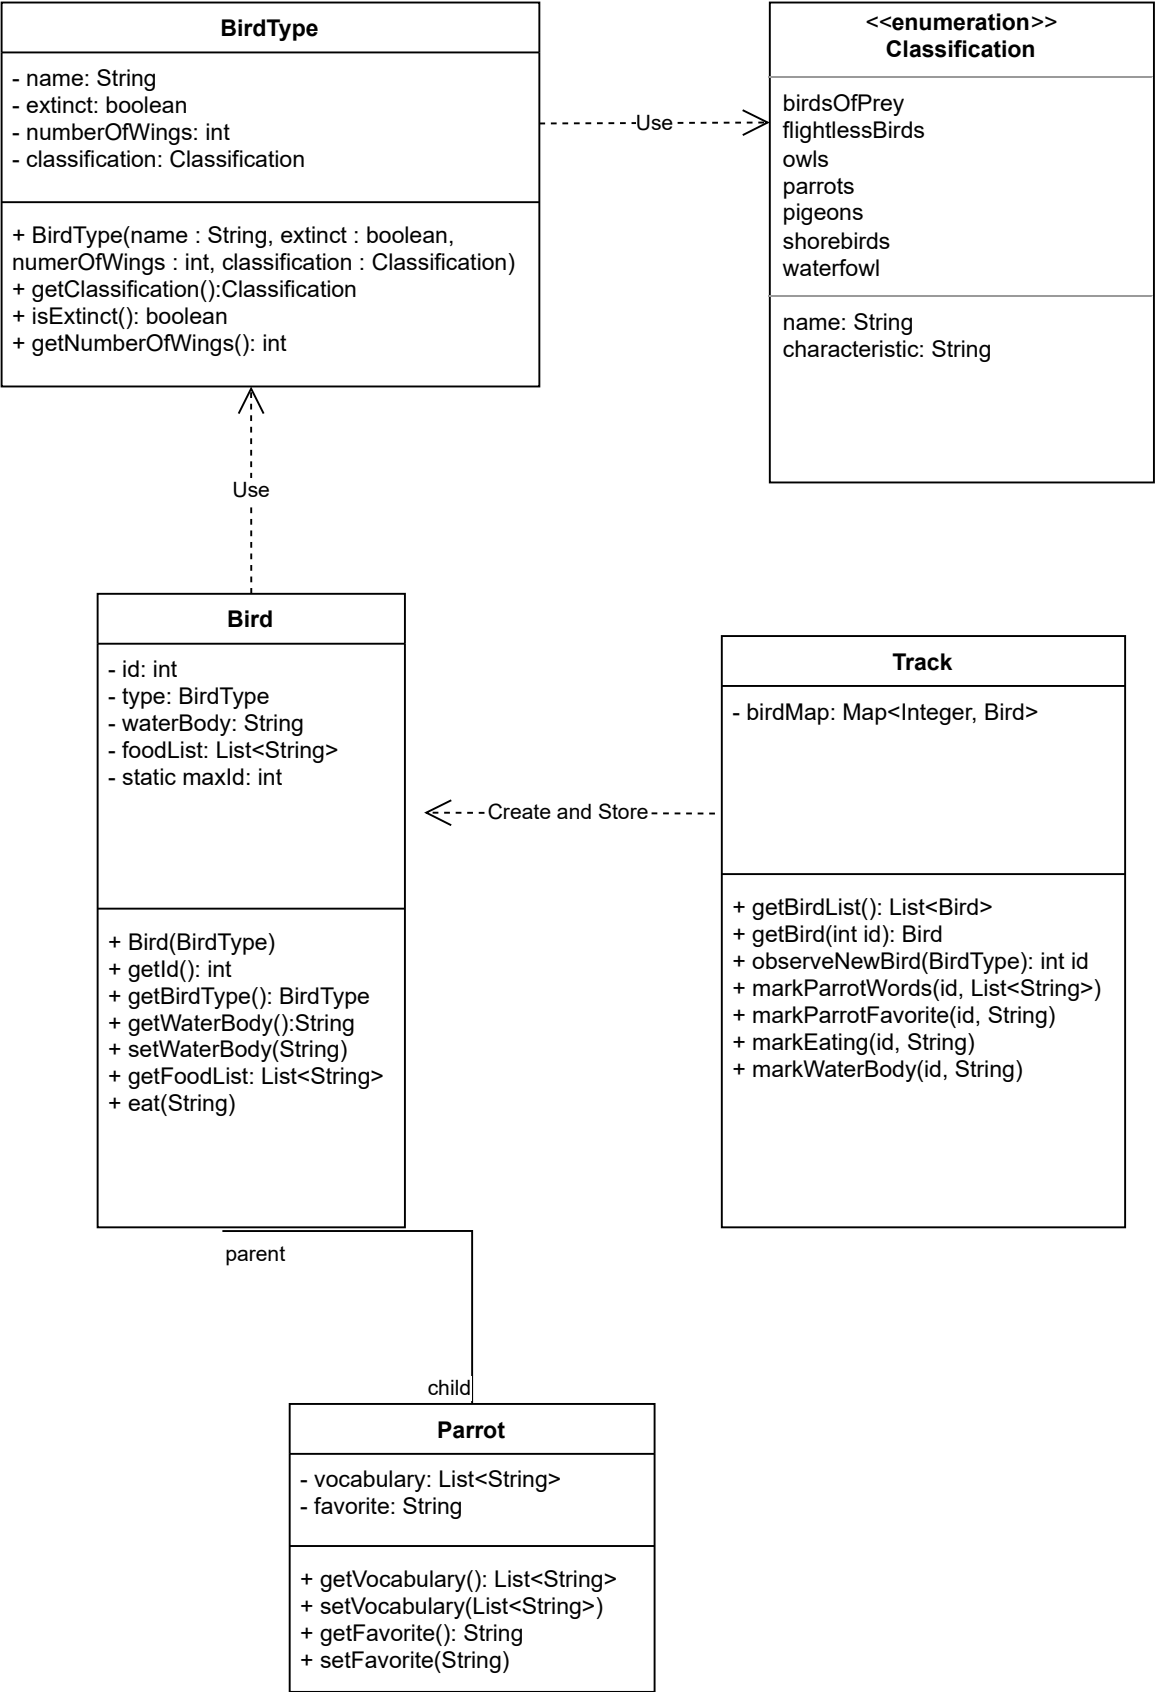 BirdType
- name: String
- extinct: boolean
- numberOfWings: int
- classification: Classification
+ BirdType(name : String, extinct : boolean,
numerOfWings : int, classification : Classification)
+ getClassification():Classification
+ isExtinct(): boolean
+ getNumberOfWings(): int
Use
<<enumeration>>
Classification
birdsOfPrey
flightlessBirds
owls
parrots
pigeons
shorebirds
waterfowl
name: String
characteristic: String
Use
Bird
- id: int
- type: BirdType
- waterBody: String
- foodList: List<String>
- static maxId: int
+ Bird(BirdType)
+ getId(): int
+ getBirdType(): BirdType
+ getWaterBody():String
+ setWaterBody(String)
+ getFoodList: List<String>
+ eat(String)
Create and Store
Track
- birdMap: Map<Integer, Bird>
+ getBirdList(): List<Bird>
+ getBird(int id): Bird
+ observeNewBird(BirdType): int id
+ markParrotWords(id, List<String>)
+ markParrotFavorite(id, String)
+ markEating(id, String)
+ markWaterBody(id, String)
parent
child
Parrot
- vocabulary: List<String>
- favorite: String
+ getVocabulary(): List<String>
+ setVocabulary(List<String>)
+ getFavorite(): String
+ setFavorite(String)